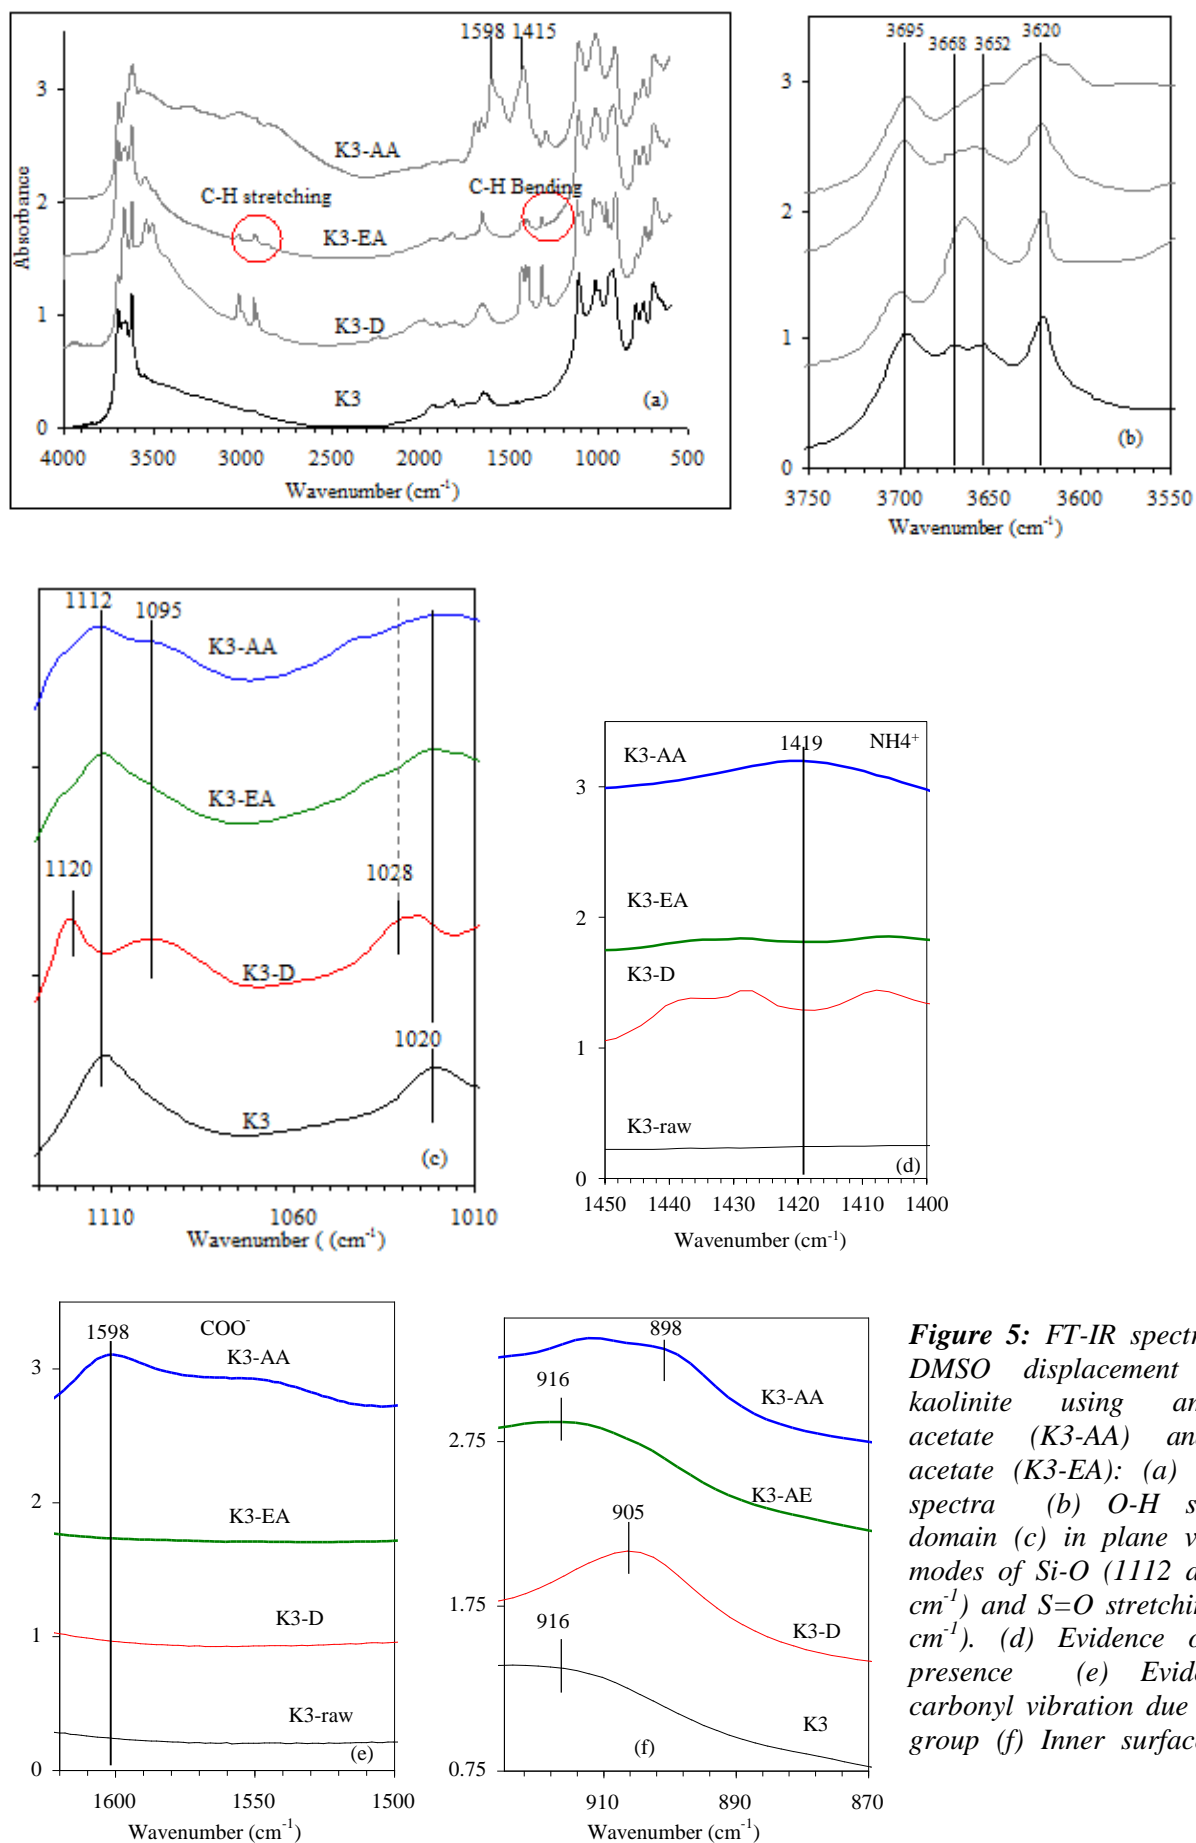 1598 1415
3
K3-AA
C-H stretching
C-H Bending
2
K3-EA
Absorbance
1
K3-D
K3
(a)
0
4000 3500 3000 2500 2000 1500 1000 500
Wavenumber (cm-1)
3695 3668 3652 3620
3
2
1
(b)
0
3750 3700 3650 3600 3550
Wavenumber (cm-1)
1112 1095
K3-AA
K3-EA
1120 1028
K3-D
1020
K3
(c)
1110 1060 1010
Wavenumber ( (cm-1)
K3-AA 1419 NH4+
3
K3-EA
2
K3-D
1
K3-raw
(d)
0
1450 1440 1430 1420 1410 1400
Wavenumber (cm-1)
1598 COO-
K3-AA
3
2
K3-EA
K3-D
1
K3-raw
(e)
0
1600 1550 1500
Wavenumber (cm-1)
898
916 K3-AA
2.75
K3-AE
905
1.75
K3-D
916
K3
(f)
0.75
910 890 870
Wavenumber (cm-1)
Figure 5: FT-IR spectr
DMSO displacement
kaolinite using an
acetate (K3-AA) an
acetate (K3-EA): (a)
spectra (b) O-H s
domain (c) in plane v
modes of Si-O (1112 a
cm-1) and S=O stretchin
cm-1). (d) Evidence o
presence (e) Evide
carbonyl vibration due
group (f) Inner surface